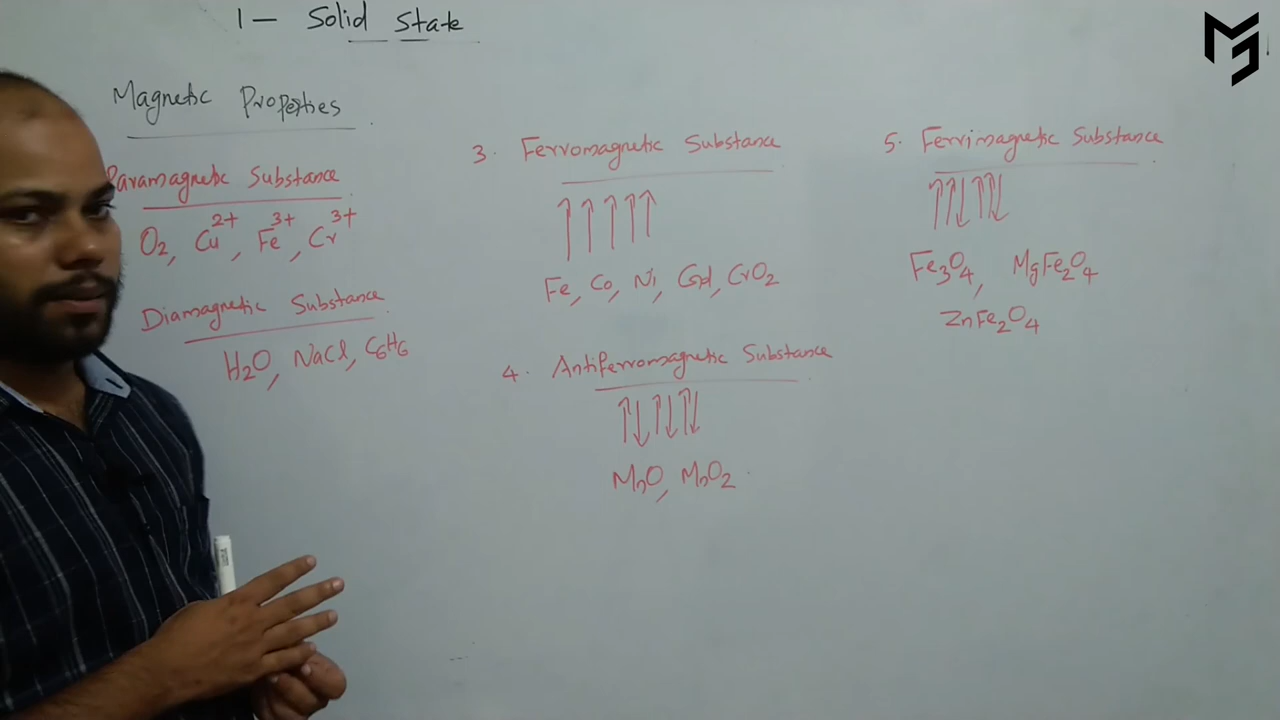 1 — Solid State
Magnetic Properties
Paramagnetic Substance
O₂, Cu²⁺, Fe³⁺, Cr³⁺
Diamagnetic Substance
H₂O, NaCl, C₆H₆
3. Ferromagnetic Substance
↑↑↑↑↑
Fe, Co, Ni, Gd, CrO₂
4. Antiferromagnetic Substance
↑↓↑↓↑↓
MnO, MnO₂
5. Ferrimagnetic Substance
↑↑↓↑↑↓
Fe₃O₄, MgFe₂O₄
ZnFe₂O₄